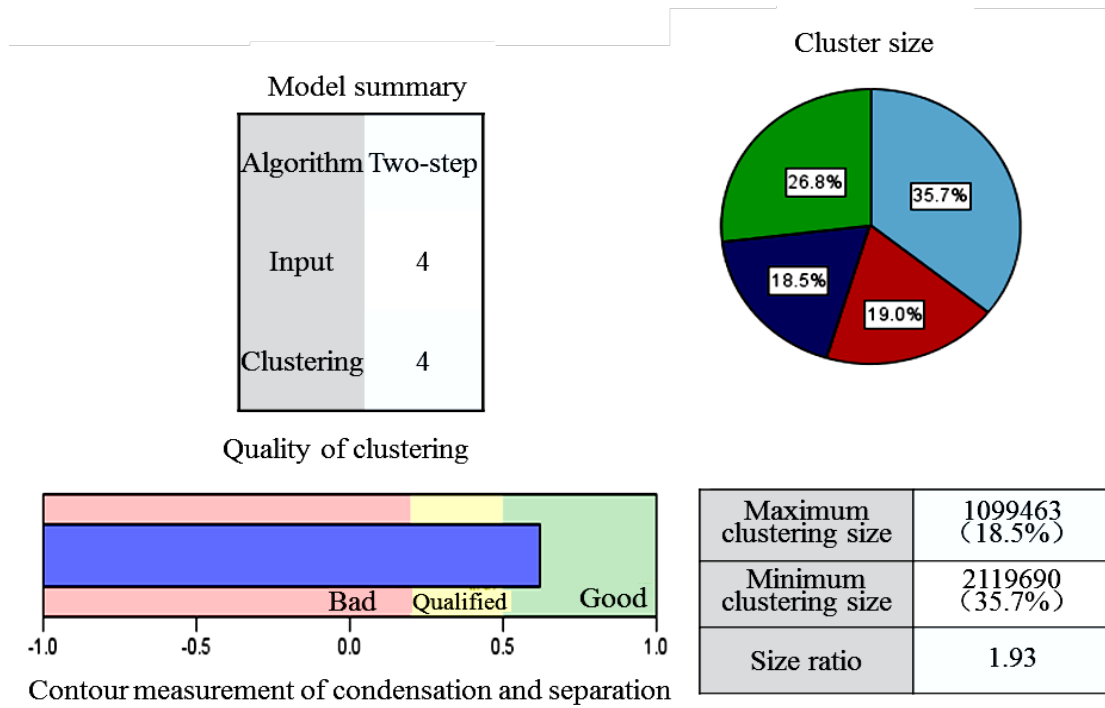 Cluster size
Model summary
Algorithm Two-step
Input 4
Clustering 4
26.8%
35.7%
18.5%
19.0%
Quality of clustering
Bad Qualified Good
-1.0 -0.5 0.0 0.5 1.0
Contour measurement of condensation and separation
Maximum
clustering size
1099463
(18.5%)
Minimum
clustering size
2119690
(35.7%)
Size ratio 1.93